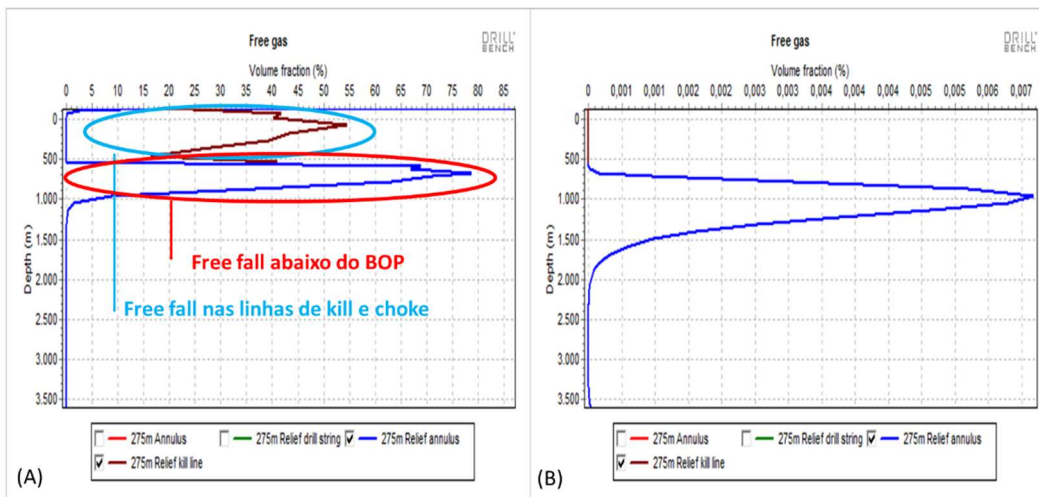 Free gas
DRILL
BENCH
Volume fraction (%)
0 5 10 15 20 25 30 35 40 45 50 55 60 65 70 75 80 85
0
500
1.000
1.500
2.000
2.500
3.000
3.500
Depth (m)
Free fall abaixo do BOP
Free fall nas linhas de kill e choke
275m Annulus
275m Relief drill string
275m Relief annulus
275m Relief kill line
(A)
Free gas
DRILL
BENCH
Volume fraction (%)
0 0,001 0,001 0,002 0,002 0,003 0,003 0,004 0,004 0,005 0,005 0,006 0,007
0
500
1.000
1.500
2.000
2.500
3.000
3.500
Depth (m)
275m Annulus
275m Relief drill string
275m Relief annulus
275m Relief kill line
(B)